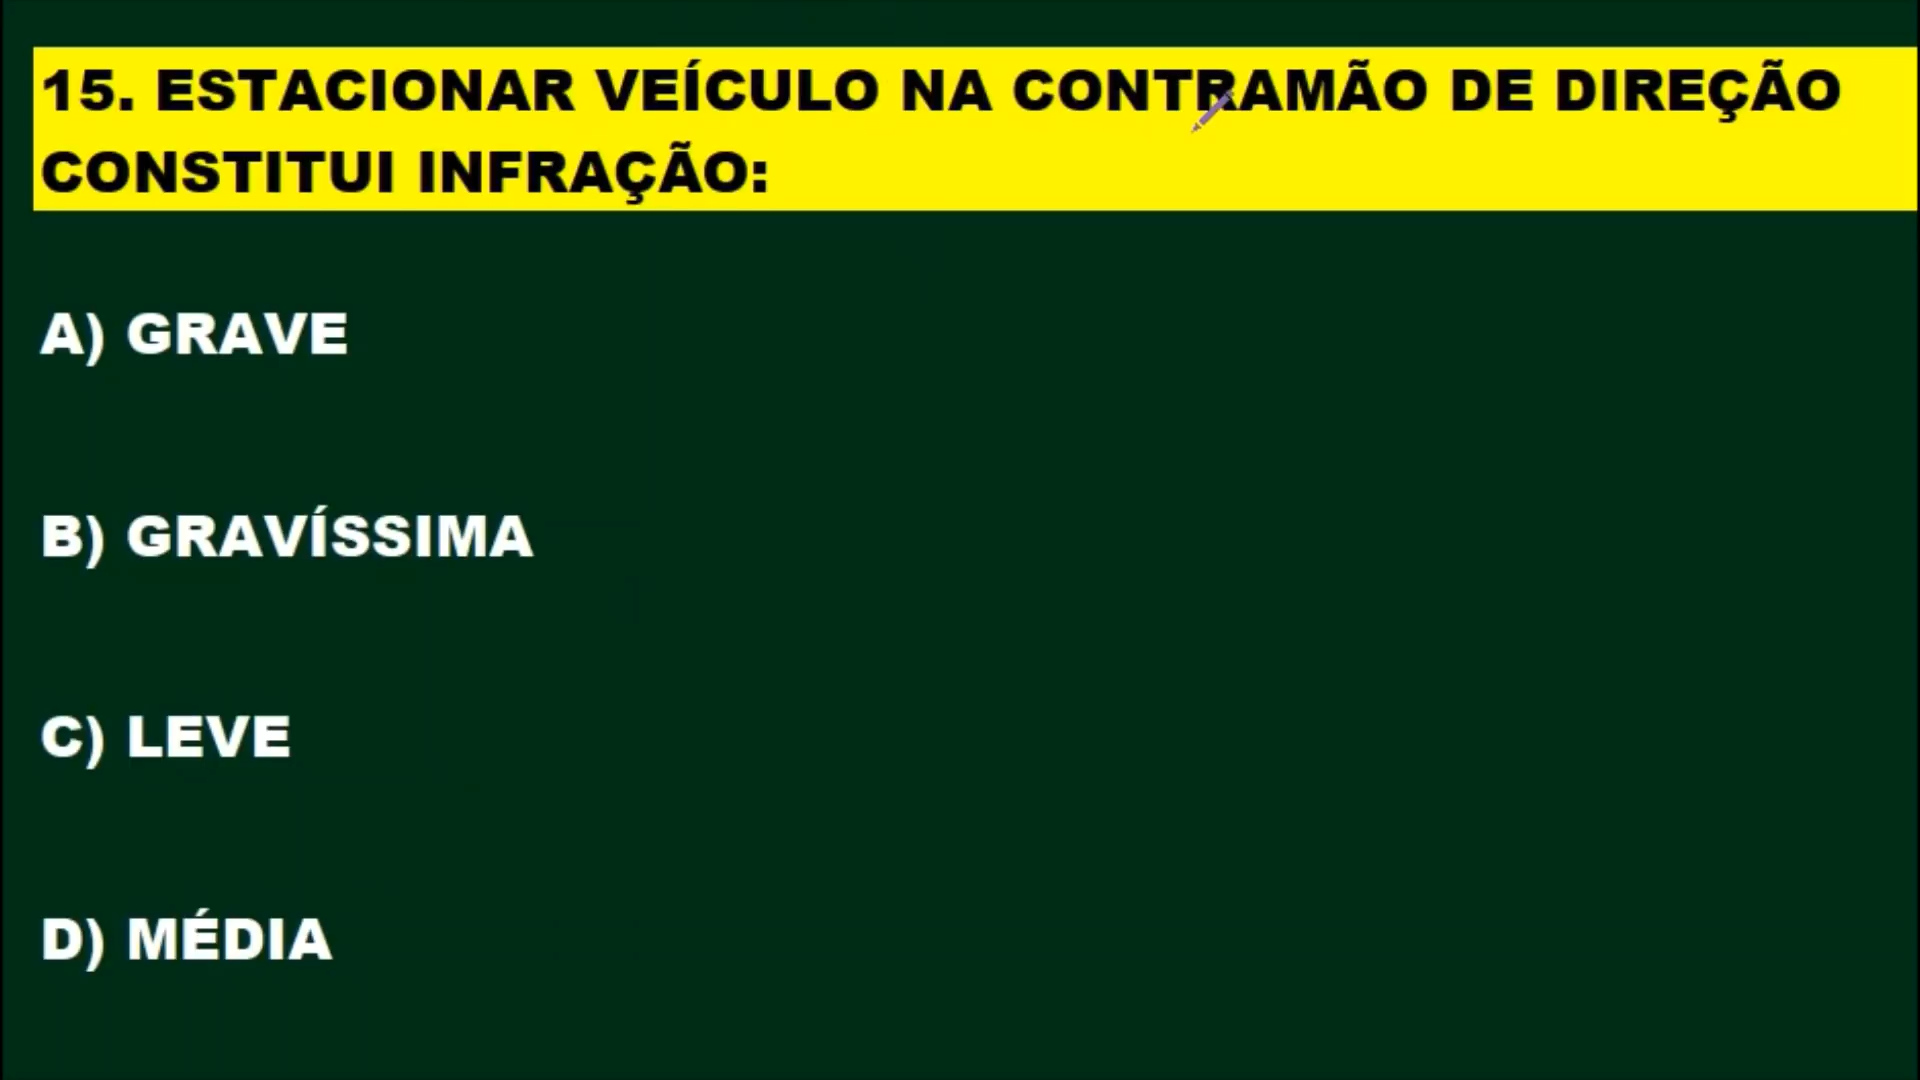 15. ESTACIONAR VEÍCULO NA CONTRAMÃO DE DIREÇÃO
CONSTITUI INFRAÇÃO:
A) GRAVE
B) GRAVÍSSIMA
C) LEVE
D) MÉDIA